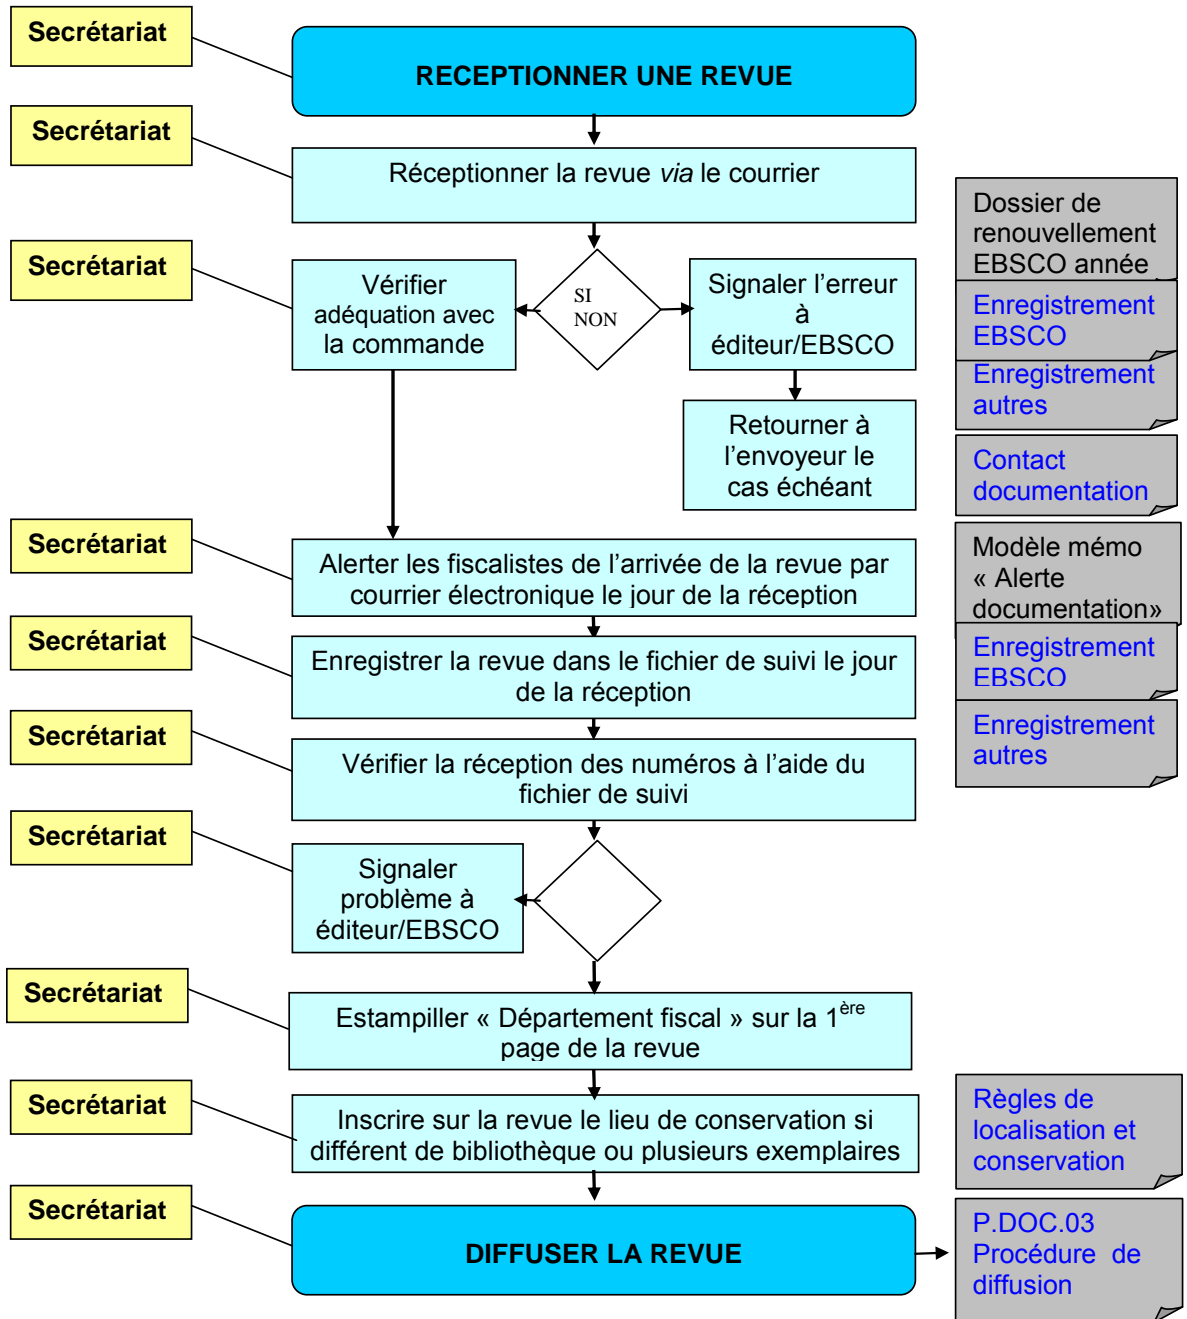 Secrétariat
RECEPTIONNER UNE REVUE
Secrétariat
Réceptionner la revue via le courrier
Dossier de
renouvellement
EBSCO année
Secrétariat
Vérifier
adéquation avec
la commande
SI
NON
Signaler l’erreur
à
éditeur/EBSCO
Enregistrement
EBSCO
Enregistrement
autres
Retourner à
l’envoyeur le
cas échéant
Contact
documentation
Secrétariat
Alerter les fiscalistes de l’arrivée de la revue par
courrier électronique le jour de la réception
Modèle mémo
« Alerte
documentation»
Secrétariat
Enregistrer la revue dans le fichier de suivi le jour
de la réception
Enregistrement
EBSCO
Secrétariat
Vérifier la réception des numéros à l’aide du
fichier de suivi
Enregistrement
autres
Secrétariat
Signaler
problème à
éditeur/EBSCO
Secrétariat
Estampiller « Département fiscal » sur la 1ère
page de la revue
Secrétariat
Inscrire sur la revue le lieu de conservation si
différent de bibliothèque ou plusieurs exemplaires
Règles de
localisation et
conservation
Secrétariat
DIFFUSER LA REVUE
P.DOC.03
Procédure de
diffusion